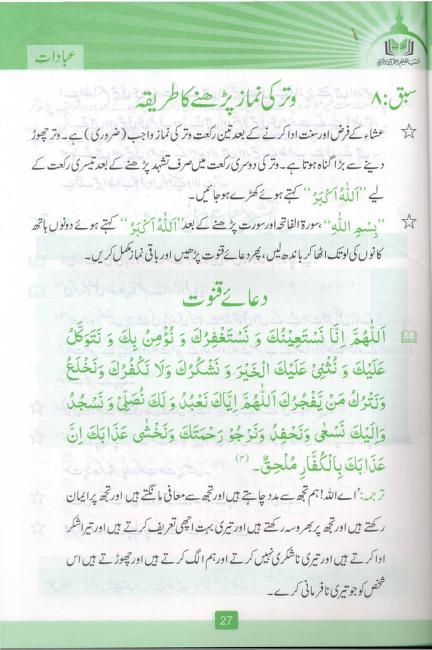 عبادات
سبق: ۸ وتر کی نماز پڑھنے کا طریقہ
عشاء کے فرض اور سنت ادا کرنے کے بعد تین رکعت وتر کی نماز واجب (ضروری) ہے۔ وتر چھوڑ
دینے سے بڑا گناہ ہوتا ہے۔ وتر کی دوسری رکعت میں صرف تشہد پڑھنے کے بعد تیسری رکعت کے
لیے ”اَللّٰهُ اَكْبَرُ“ کہتے ہوئے کھڑے ہو جائیں۔
”بِسْمِ اللّٰهِ“، سورۃ الفاتحہ اور سورت پڑھنے کے بعد ”اَللّٰهُ اَكْبَرُ“ کہتے ہوئے دونوں ہاتھ
کانوں کی لو تک اٹھا کر باندھ لیں، پھر دعائے قنوت پڑھیں اور باقی نماز مکمل کریں۔
دعائے قنوت
اَللّٰهُمَّ اِنَّا نَسْتَعِيْنُكَ وَ نَسْتَغْفِرُكَ وَ نُؤْمِنُ بِكَ وَ نَتَوَكَّلُ
عَلَيْكَ وَ نُثْنِيْ عَلَيْكَ الْخَيْرَ وَ نَشْكُرُكَ وَلَا نَكْفُرُكَ وَنَخْلَعُ
وَنَتْرُكُ مَنْ يَّفْجُرُكَ اَللّٰهُمَّ اِيَّاكَ نَعْبُدُ وَ لَكَ نُصَلِّيْ وَ نَسْجُدُ
وَاِلَيْكَ نَسْعٰى وَنَحْفِدُ وَنَرْجُوْ رَحْمَتَكَ وَنَخْشٰى عَذَابَكَ اِنَّ
عَذَابَكَ بِالْكُفَّارِ مُلْحِقٌ۔ (۳)
ترجمہ: ”اے اللہ! ہم تجھ سے مدد چاہتے ہیں اور تجھ سے معافی مانگتے ہیں اور تجھ پر ایمان
رکھتے ہیں اور تجھ پر بھروسہ رکھتے ہیں اور تیری بہت اچھی تعریف کرتے ہیں اور تیرا شکر
ادا کرتے ہیں اور تیری ناشکری نہیں کرتے اور ہم الگ کرتے ہیں اور چھوڑتے ہیں اس
شخص کو جو تیری نافرمانی کرے۔
27